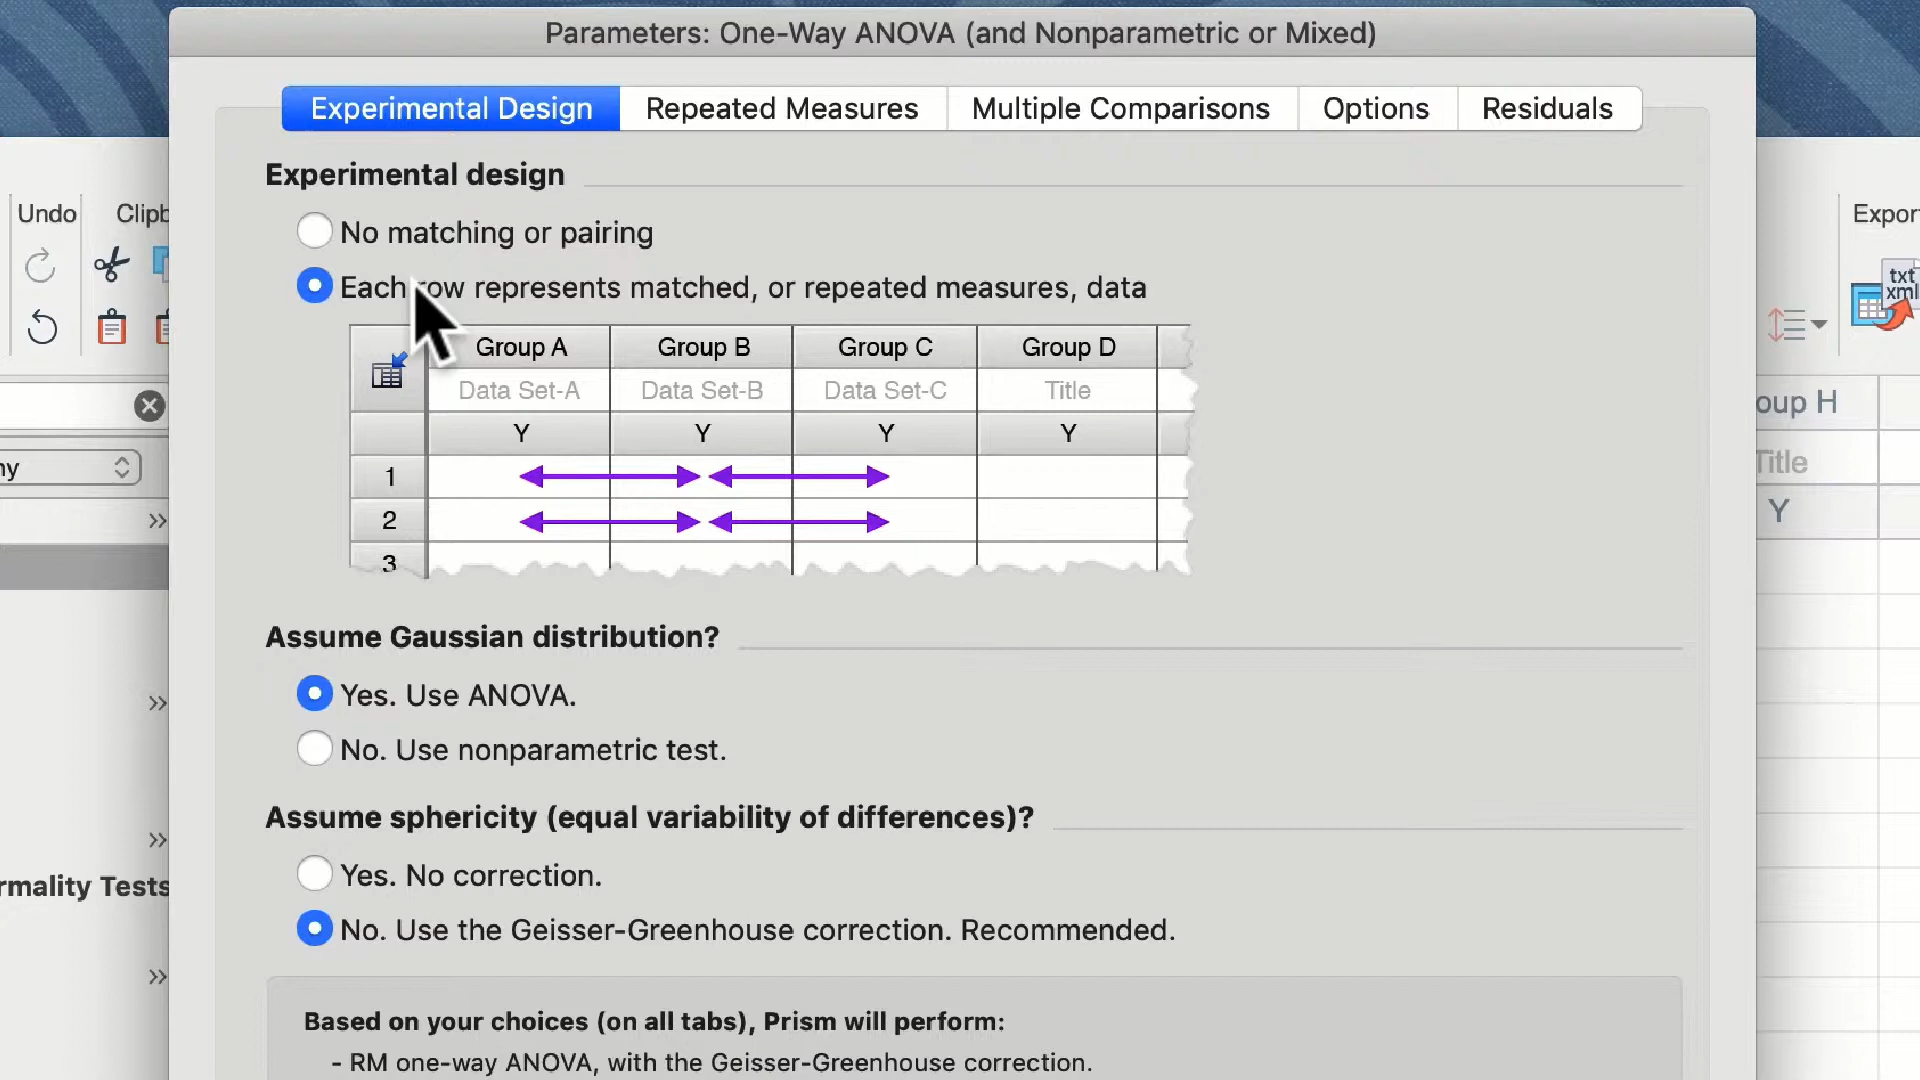 Parameters: One-Way ANOVA (and Nonparametric or Mixed)
Experimental Design Repeated Measures Multiple Comparisons Options Residuals
Experimental design
Undo Clipb
Expor
No matching or pairing
txt
xml
Each row represents matched, or repeated measures, data
Group A Group B Group C Group D
Data Set-A Data Set-B Data Set-C Title
oup H
Y Y Y Y
ny
Title
1
2
Y
3
Assume Gaussian distribution?
Yes. Use ANOVA.
No. Use nonparametric test.
Assume sphericity (equal variability of differences)?
Yes. No correction.
rmality Tests
No. Use the Geisser-Greenhouse correction. Recommended.
Based on your choices (on all tabs), Prism will perform:
- RM one-way ANOVA, with the Geisser-Greenhouse correction.